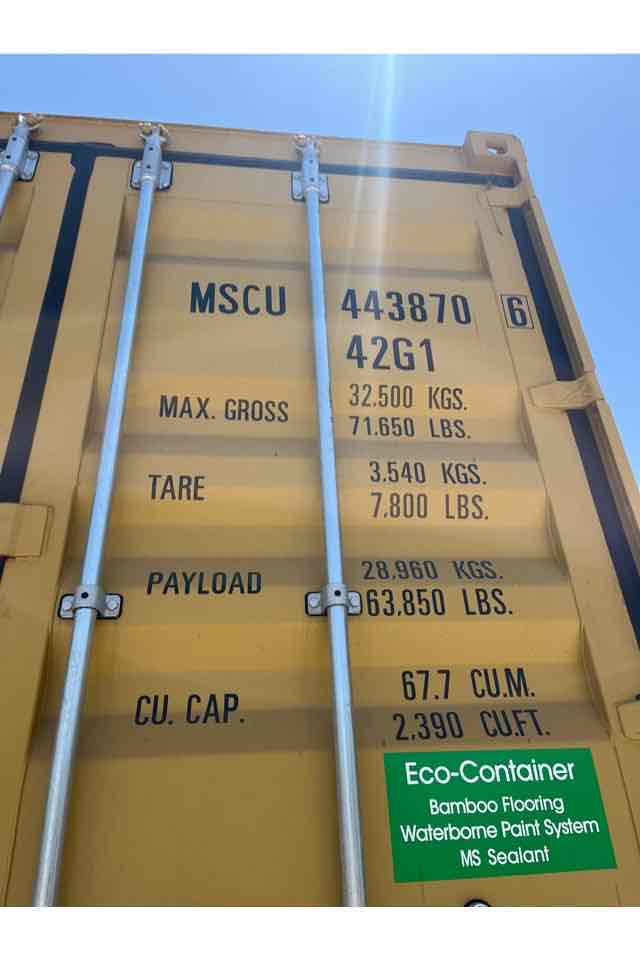 MSCU 443870 6
42G1
MAX. GROSS 32.500 KGS.
71.650 LBS.
TARE 3.540 KGS.
7.800 LBS.
PAYLOAD 28.960 KGS.
63.850 LBS.
CU. CAP. 67.7 CU.M.
2.390 CU.FT.
Eco-Container
Bamboo Flooring
Waterborne Paint System
MS Sealant